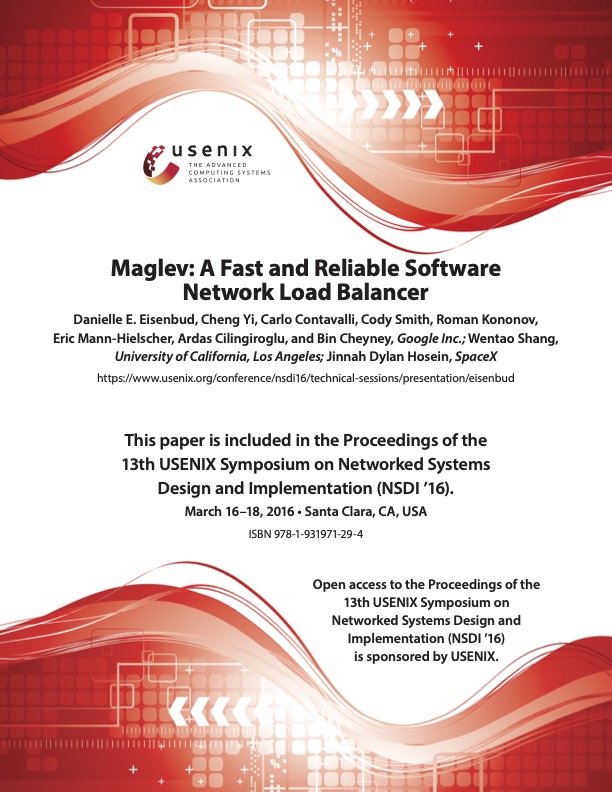 usenix
THE ADVANCED
COMPUTING SYSTEMS
ASSOCIATION
Maglev: A Fast and Reliable Software
Network Load Balancer
Danielle E. Eisenbud, Cheng Yi, Carlo Contavalli, Cody Smith, Roman Kononov,
Eric Mann-Hielscher, Ardas Cilingiroglu, and Bin Cheyney, Google Inc.; Wentao Shang,
University of California, Los Angeles; Jinnah Dylan Hosein, SpaceX
https://www.usenix.org/conference/nsdi16/technical-sessions/presentation/eisenbud
This paper is included in the Proceedings of the
13th USENIX Symposium on Networked Systems
Design and Implementation (NSDI ’16).
March 16–18, 2016 • Santa Clara, CA, USA
ISBN 978-1-931971-29-4
Open access to the Proceedings of the
13th USENIX Symposium on
Networked Systems Design and
Implementation (NSDI ’16)
is sponsored by USENIX.